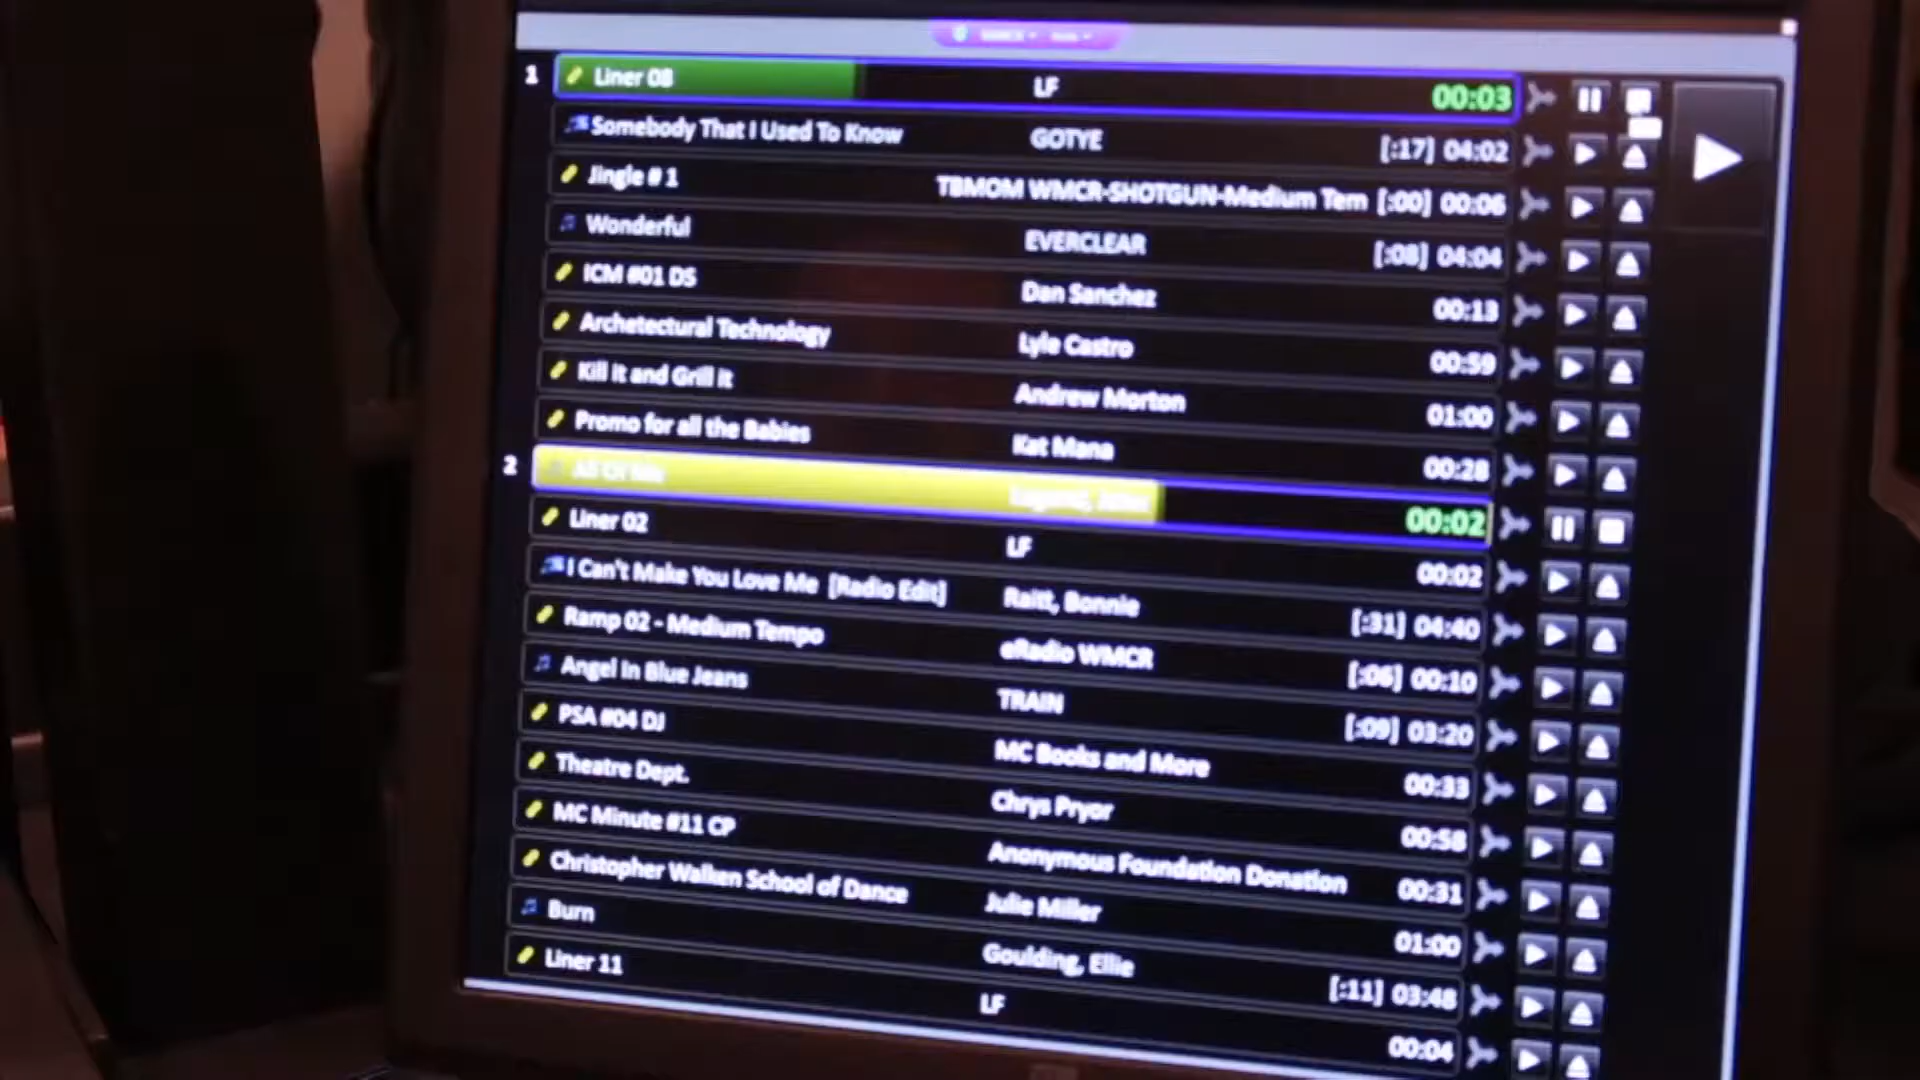 1 Liner 08 LF 00:03
Somebody That I Used To Know GOTYE [:17] 04:02
Jingle # 1 TBMOM WMCR-SHOTGUN-Medium Tem [:00] 00:06
Wonderful EVERCLEAR [:08] 04:04
ICM #01 DS Dan Sanchez 00:13
Archetectural Technology Lyle Castro 00:59
Kill it and Grill it Andrew Morton 01:00
Promo for all the Babies Kat Mana 00:28
2 All Of Me Legend, John 00:02
Liner 02 LF 00:02
I Can't Make You Love Me [Radio Edit] Raitt, Bonnie [:31] 04:40
Ramp 02 - Medium Tempo eRadio WMCR [:06] 00:10
Angel In Blue Jeans TRAIN [:09] 03:20
PSA #04 DJ MC Books and More 00:33
Theatre Dept. Chrys Pryor 00:58
MC Minute #11 CP Anonymous Foundation Donation 00:31
Christopher Walken School of Dance Julie Miller 01:00
Burn Goulding, Ellie [:11] 03:48
Liner 11 LF 00:04